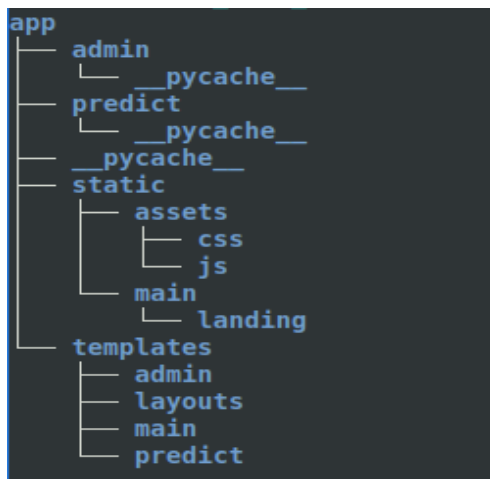 app
admin
__pycache__
predict
__pycache__
__pycache__
static
assets
css
js
main
landing
templates
admin
layouts
main
predict